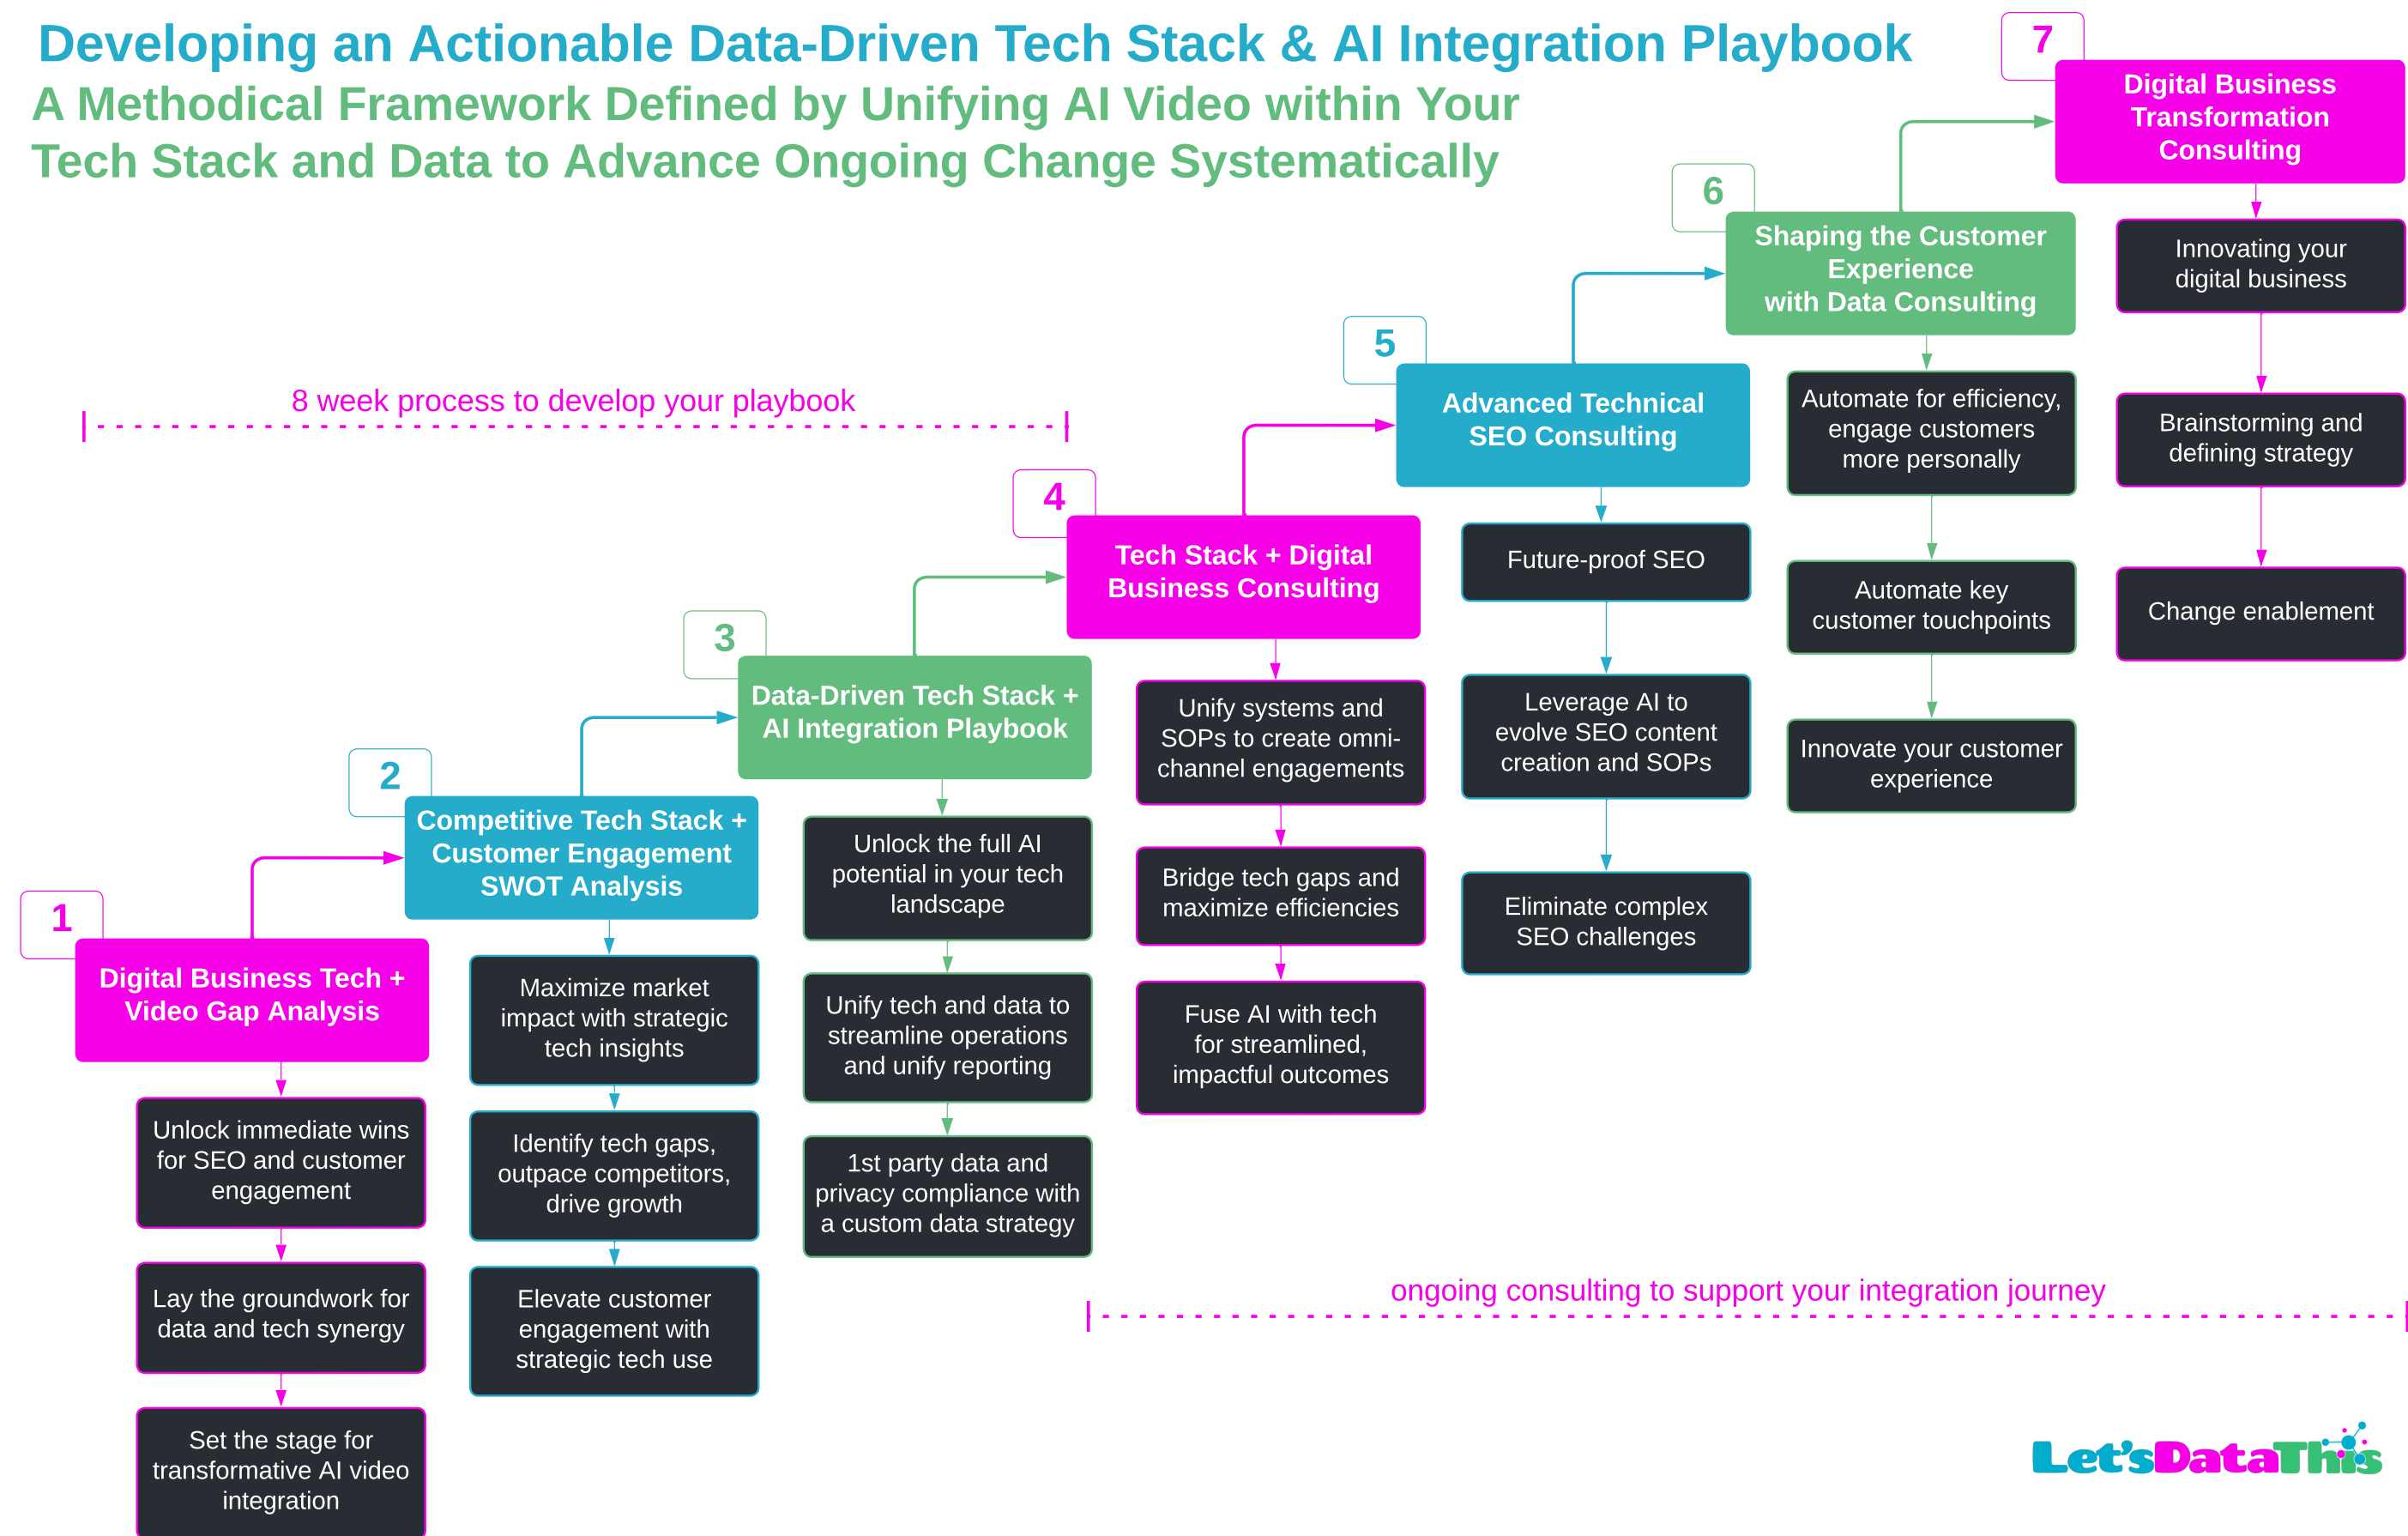 Developing an Actionable Data-Driven Tech Stack & AI Integration Playbook
A Methodical Framework Defined by Unifying AI Video within Your
Tech Stack and Data to Advance Ongoing Change Systematically
8 week process to develop your playbook
1
Digital Business Tech +
Video Gap Analysis
Unlock immediate wins
for SEO and customer
engagement
Lay the groundwork for
data and tech synergy
Set the stage for
transformative AI video
integration
2
Competitive Tech Stack +
Customer Engagement
SWOT Analysis
Maximize market
impact with strategic
tech insights
Identify tech gaps,
outpace competitors,
drive growth
Elevate customer
engagement with
strategic tech use
3
Data-Driven Tech Stack +
AI Integration Playbook
Unlock the full AI
potential in your tech
landscape
Unify tech and data to
streamline operations
and unify reporting
1st party data and
privacy compliance with
a custom data strategy
4
Tech Stack + Digital
Business Consulting
Unify systems and
SOPs to create omni-
channel engagements
Bridge tech gaps and
maximize efficiencies
Fuse AI with tech
for streamlined,
impactful outcomes
5
Advanced Technical
SEO Consulting
Future-proof SEO
Leverage AI to
evolve SEO content
creation and SOPs
Eliminate complex
SEO challenges
6
Shaping the Customer
Experience
with Data Consulting
Automate for efficiency,
engage customers
more personally
Automate key
customer touchpoints
Innovate your customer
experience
7
Digital Business
Transformation
Consulting
Innovating your
digital business
Brainstorming and
defining strategy
Change enablement
ongoing consulting to support your integration journey
Let'sDataThis